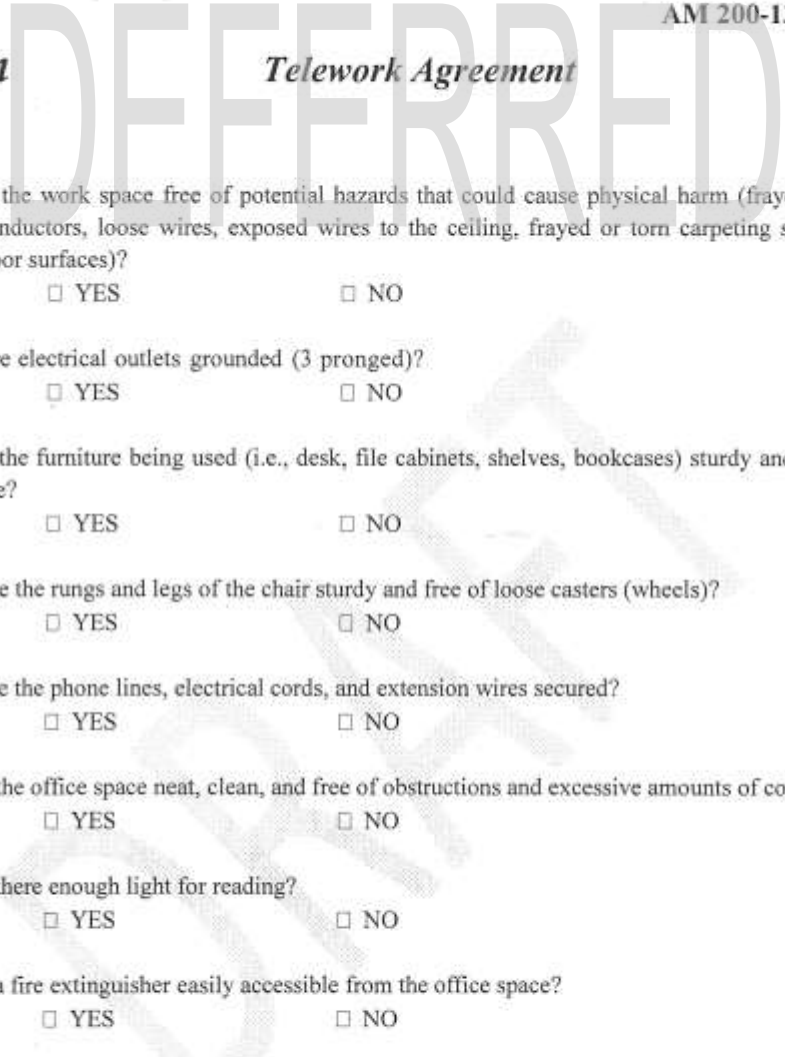 AM 200-1
DEFERRED
Telework Agreement
the work space free of potential hazards that could cause physical harm (fray
nductors, loose wires, exposed wires to the ceiling, frayed or torn carpeting s
or surfaces)?
□ YES □ NO
e electrical outlets grounded (3 pronged)?
□ YES □ NO
the furniture being used (i.e., desk, file cabinets, shelves, bookcases) sturdy an
e?
□ YES □ NO
e the rungs and legs of the chair sturdy and free of loose casters (wheels)?
□ YES □ NO
e the phone lines, electrical cords, and extension wires secured?
□ YES □ NO
the office space neat, clean, and free of obstructions and excessive amounts of co
□ YES □ NO
here enough light for reading?
□ YES □ NO
a fire extinguisher easily accessible from the office space?
□ YES □ NO
DRAFT